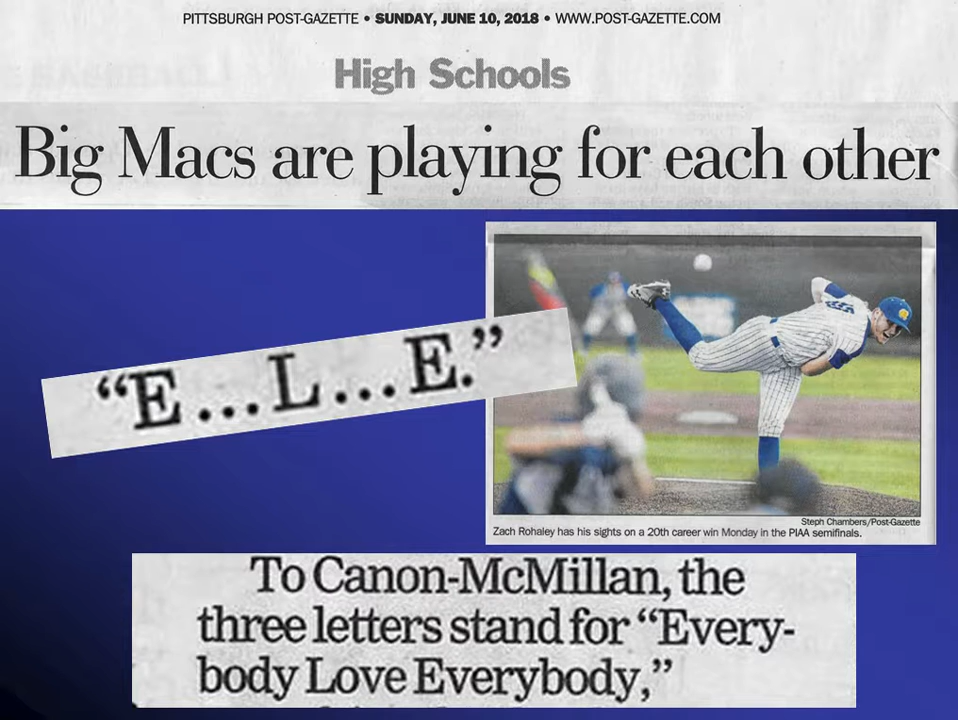 PITTSBURGH POST-GAZETTE • SUNDAY, JUNE 10, 2018 • WWW.POST-GAZETTE.COM
High Schools
Big Macs are playing for each other
“E...L...E.”
Steph Chambers/Post-Gazette
Zach Rohaley has his sights on a 20th career win Monday in the PIAA semifinals.
To Canon-McMillan, the
three letters stand for “Every-
body Love Everybody,”